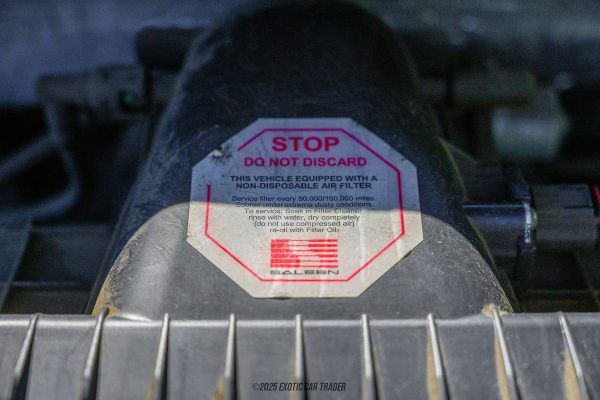 STOP
DO NOT DISCARD
THIS VEHICLE EQUIPPED WITH A
NON-DISPOSABLE AIR FILTER
Service filter every 50,000/100,000 miles.
Sooner under extreme dusty conditions.
To service: Soak in Filter Cleaner,
rinse with water, dry completely
(do not use compressed air)
re-oil with Filter Oil.
SALEEN
©2025 EXOTIC CAR TRADER